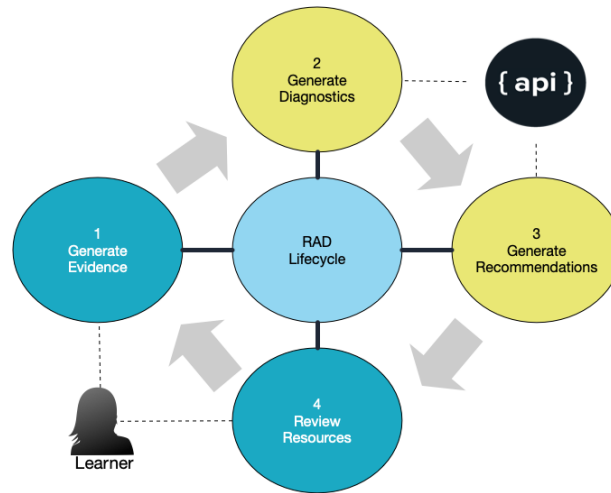 2
Generate
Diagnostics
{ api }
1
Generate
Evidence
RAD
Lifecycle
3
Generate
Recommendations
4
Review
Resources
Learner